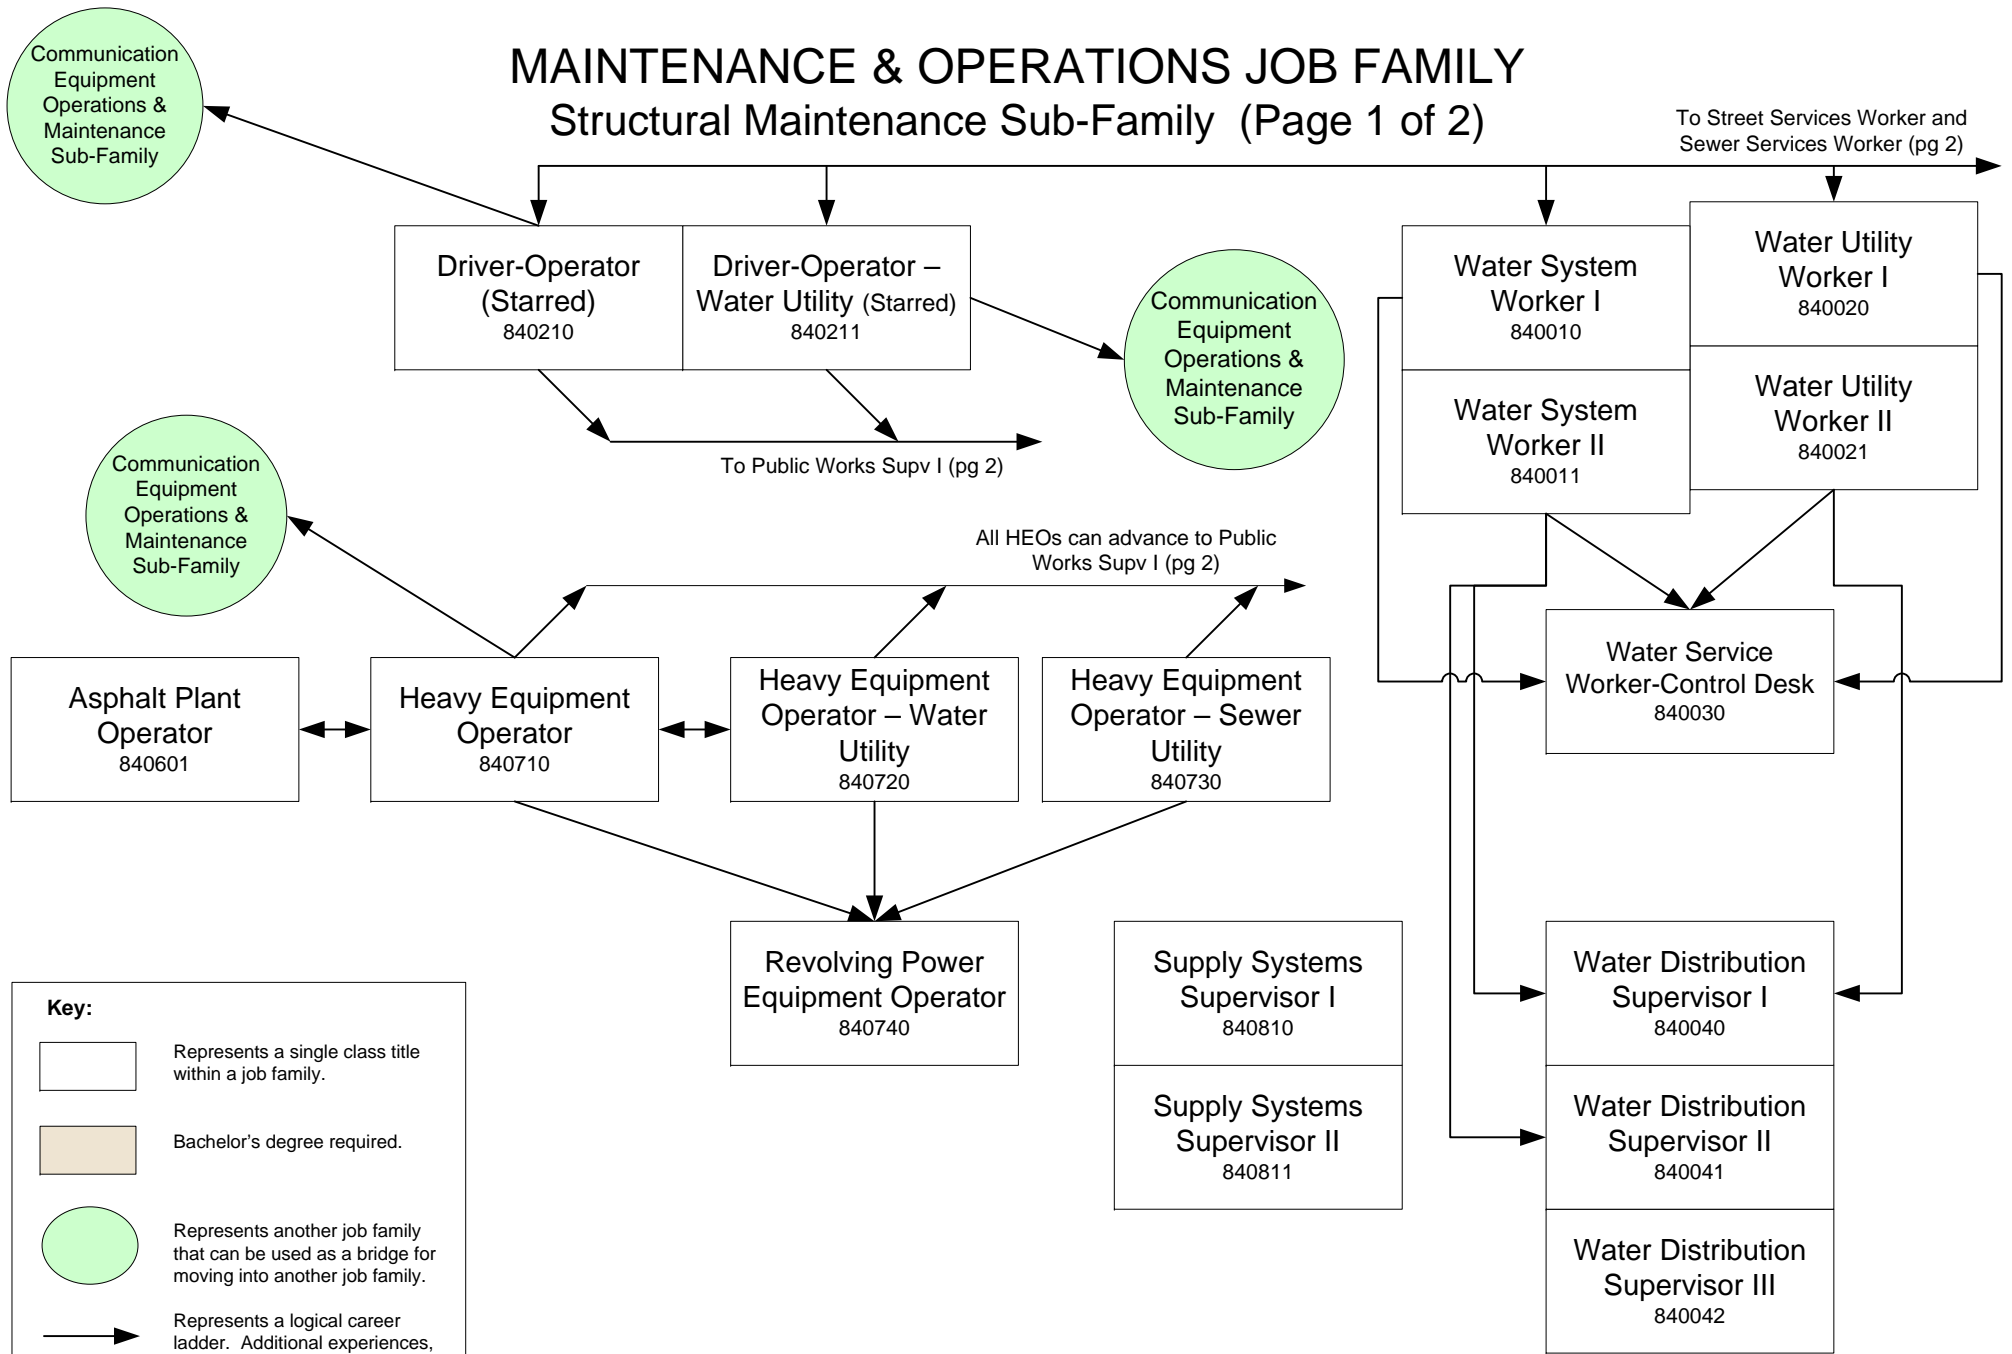 MAINTENANCE & OPERATIONS JOB FAMILY
Structural Maintenance Sub-Family  (Page 1 of 2)
Communication
Equipment
Operations &
Maintenance
Sub-Family
To Street Services Worker and
Sewer Services Worker (pg 2)
Driver-Operator
(Starred)
840210
Driver-Operator –
Water Utility (Starred)
840211
Communication
Equipment
Operations &
Maintenance
Sub-Family
Water System
Worker I
840010
Water Utility
Worker I
840020
Water System
Worker II
840011
Water Utility
Worker II
840021
To Public Works Supv I (pg 2)
Communication
Equipment
Operations &
Maintenance
Sub-Family
All HEOs can advance to Public
Works Supv I (pg 2)
Asphalt Plant
Operator
840601
Heavy Equipment
Operator
840710
Heavy Equipment
Operator – Water
Utility
840720
Heavy Equipment
Operator – Sewer
Utility
840730
Water Service
Worker-Control Desk
840030
Revolving Power
Equipment Operator
840740
Supply Systems
Supervisor I
840810
Supply Systems
Supervisor II
840811
Water Distribution
Supervisor I
840040
Water Distribution
Supervisor II
840041
Water Distribution
Supervisor III
840042
Key:
Represents a single class title
within a job family.
Bachelor's degree required.
Represents another job family
that can be used as a bridge for
moving into another job family.
Represents a logical career
ladder.  Additional experiences,